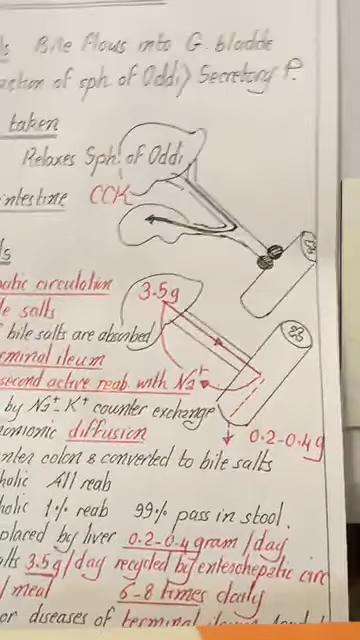 Bile flows into G. bladde
action of sph of Oddi) Secretory P.
taken
Relaxes Sph. of Oddi
intestine CCK
circulation
3.5g
le salts
bile salts are absorbed
rminal ileum
second active reab. with Na+
by Na+ K+ counter exchange
diffusion
0.2-0.4g
nter colon & converted to bile salts
holic All reab
holic 1% reab 99% pass in stool.
placed by liver 0.2-0.4 gram/day
lts 3.5g/day recycled by enterohepatic circ
/meal 6-8 times daily
or diseases of terminal